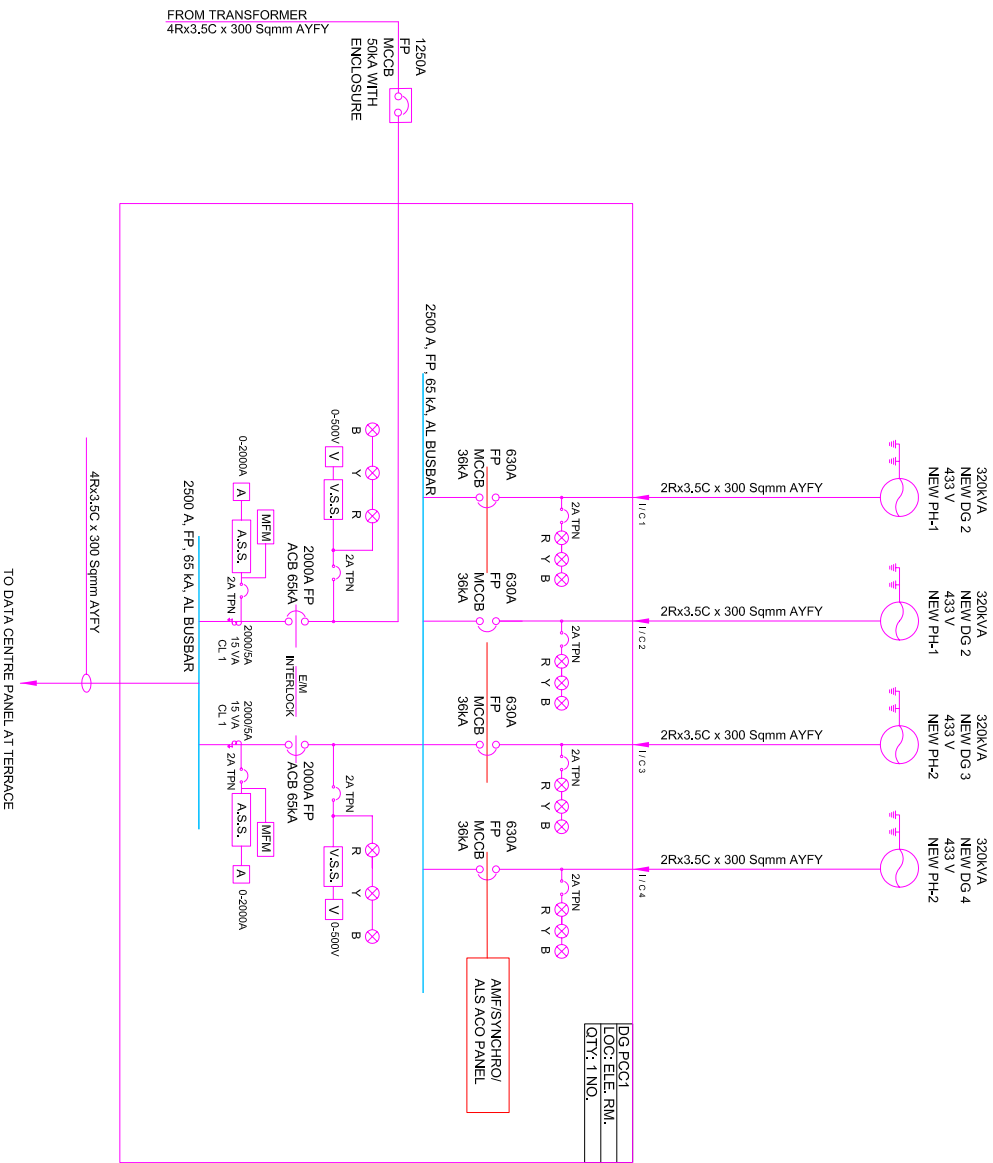 FROM TRANSFORMER
4Rx3.5C x 300 Sqmm AYFY
1250A
FP
MCCB
50kA WITH
ENCLOSURE
320kVA
NEW DG 2
433 V
NEW PH-1
320kVA
NEW DG 2
433 V
NEW PH-1
320kVA
NEW DG 3
433 V
NEW PH-2
320kVA
NEW DG 4
433 V
NEW PH-2
2Rx3.5C x 300 Sqmm AYFY
2Rx3.5C x 300 Sqmm AYFY
2Rx3.5C x 300 Sqmm AYFY
2Rx3.5C x 300 Sqmm AYFY
I/C1
I/C2
I/C3
I/C4
2A TPN
R Y B
2A TPN
R Y B
2A TPN
R Y B
2A TPN
R Y B
630A
FP
MCCB
36kA
630A
FP
MCCB
36kA
630A
FP
MCCB
36kA
630A
FP
MCCB
36kA
AMF/SYNCHRO/
ALS ACO PANEL
DG PCC1
LOC: ELE. RM.
QTY: 1 NO.
2500 A, FP, 65 kA, AL BUSBAR
B Y R
0-500V
V
V.S.S.
2A TPN
2A TPN
R Y B
V.S.S.
V
0-500V
2000A FP
ACB 65kA
E/M
INTERLOCK
2000A FP
ACB 65kA
MFM
0-2000A
A
A.S.S.
2A TPN
2000/5A
15 VA
CL 1
2000/5A
15 VA
CL 1
2A TPN
MFM
A.S.S.
A
0-2000A
2500 A, FP, 65 kA, AL BUSBAR
4Rx3.5C x 300 Sqmm AYFY
TO DATA CENTRE PANEL AT TERRACE